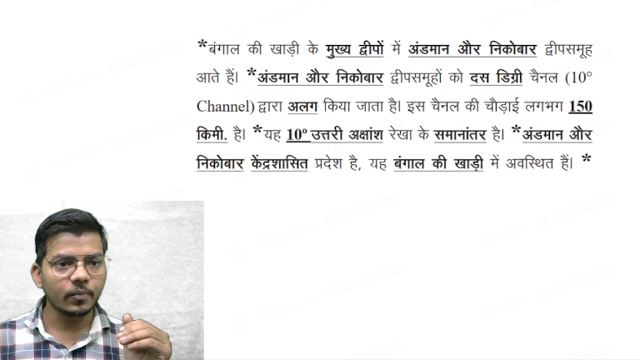 *बंगाल की खाड़ी के मुख्य द्वीपों में अंडमान और निकोबार द्वीपसमूह
आते हैं। *अंडमान और निकोबार द्वीपसमूहों को दस डिग्री चैनल (10°
Channel) द्वारा अलग किया जाता है। इस चैनल की चौड़ाई लगभग 150
किमी. है। *यह 10º उत्तरी अक्षांश रेखा के समानांतर है। *अंडमान और
निकोबार केंद्रशासित प्रदेश है, यह बंगाल की खाड़ी में अवस्थित हैं। *